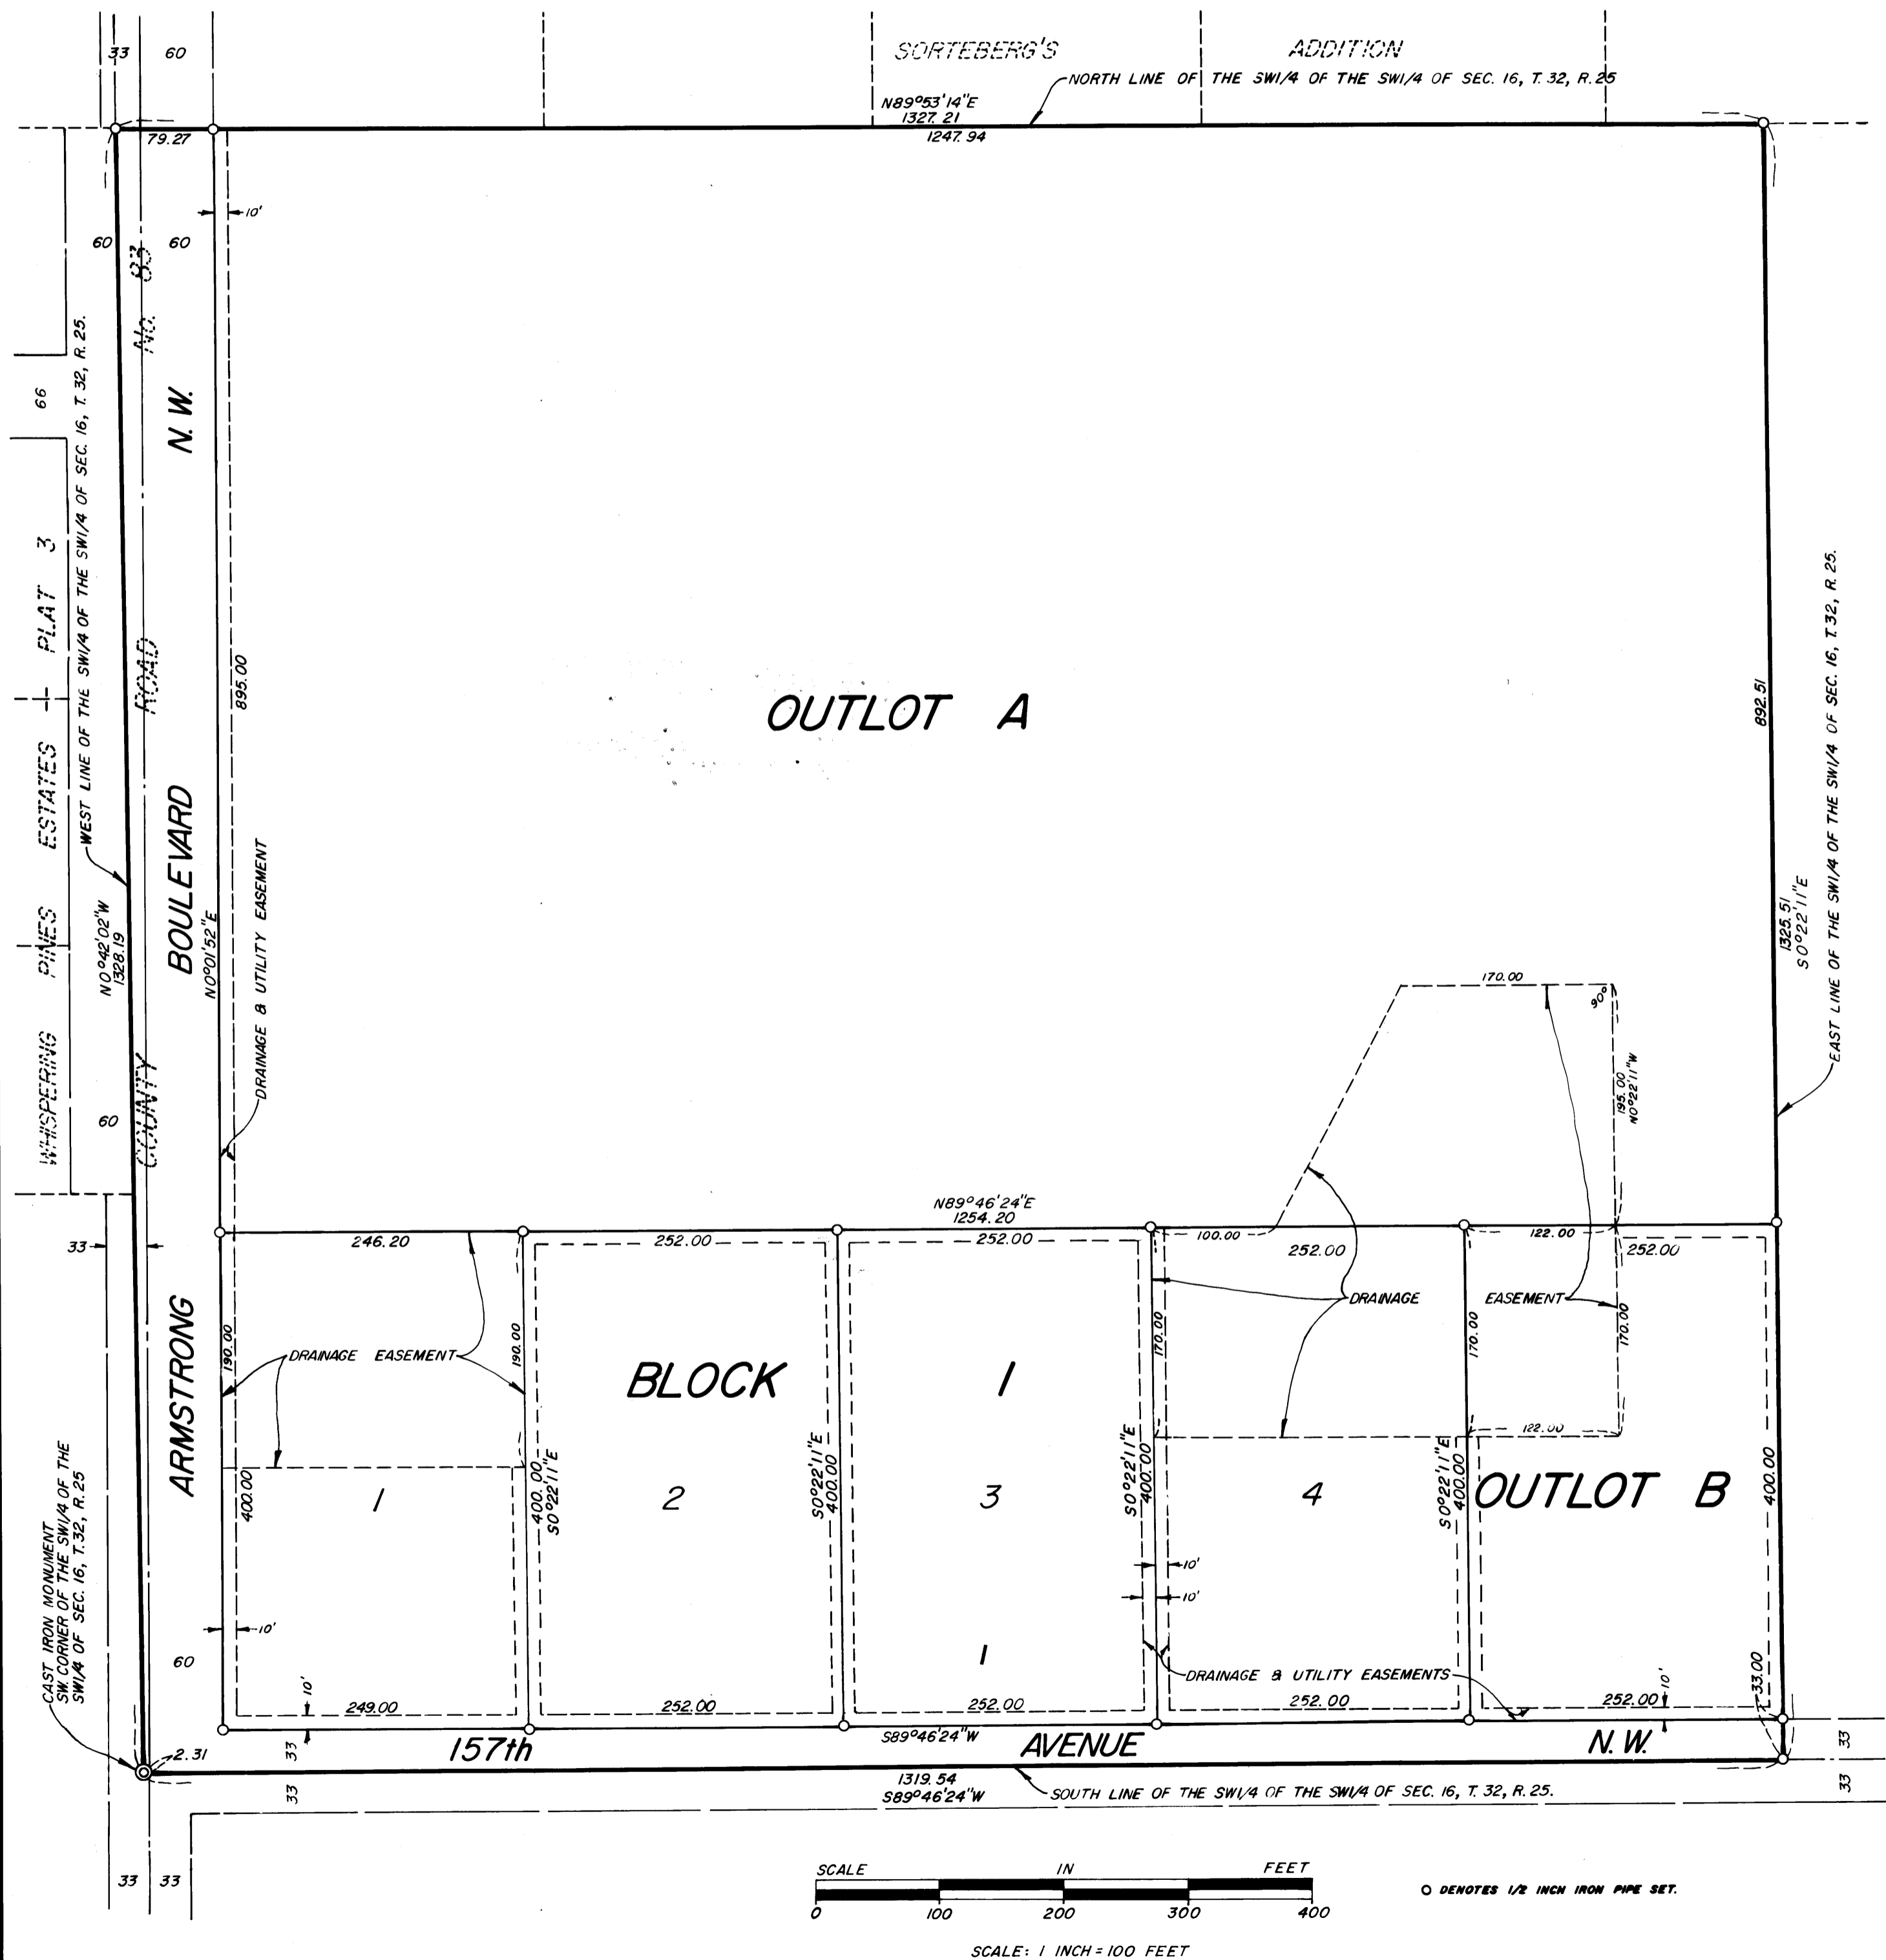 33 60
SORTEBERG'S ADDITION
NORTH LINE OF THE SW1/4 OF THE SW1/4 OF SEC. 16, T. 32, R. 25
N89°53'14"E
1327.21
79.27
1247.94
10'
60 60
COUNTY ROAD No. 83
ARMSTRONG BOULEVARD N. W.
66
WHISPERING PINES ESTATES PLAT 3
WEST LINE OF THE SW1/4 OF THE SW1/4 OF SEC. 16, T. 32, R. 25.
N0°42'02"W
1328.19
N0°01'52"E
895.00
DRAINAGE & UTILITY EASEMENT
OUTLOT A
892.51
1325.51
S0°22'11"E
EAST LINE OF THE SW1/4 OF THE SW1/4 OF SEC. 16, T. 32, R. 25.
170.00
90°
195.00
N0°22'11"W
60
33
N89°46'24"E
1254.20
246.20
252.00
252.00
100.00
252.00
122.00
252.00
190.00
DRAINAGE EASEMENT
190.00
BLOCK 1
170.00
DRAINAGE EASEMENT
170.00
170.00
122.00
400.00
1
400.00
S0°22'11"E
2
S0°22'11"E
400.00
3
S0°22'11"E
400.00
4
S0°22'11"E
400.00
OUTLOT B
400.00
10'
10'
CAST IRON MONUMENT
SW. CORNER OF THE SW1/4 OF THE
SW1/4 OF SEC. 16, T. 32, R. 25
60
10'
10'
1
DRAINAGE & UTILITY EASEMENTS
10'
33.00
249.00
252.00
252.00
252.00
252.00
S89°46'24"W
157th AVENUE N. W.
2.31
33
33
33
33
1319.54
S89°46'24"W
SOUTH LINE OF THE SW1/4 OF THE SW1/4 OF SEC. 16, T. 32, R. 25.
33 33
SCALE IN FEET
0 100 200 300 400
SCALE: 1 INCH = 100 FEET
O DENOTES 1/2 INCH IRON PIPE SET.